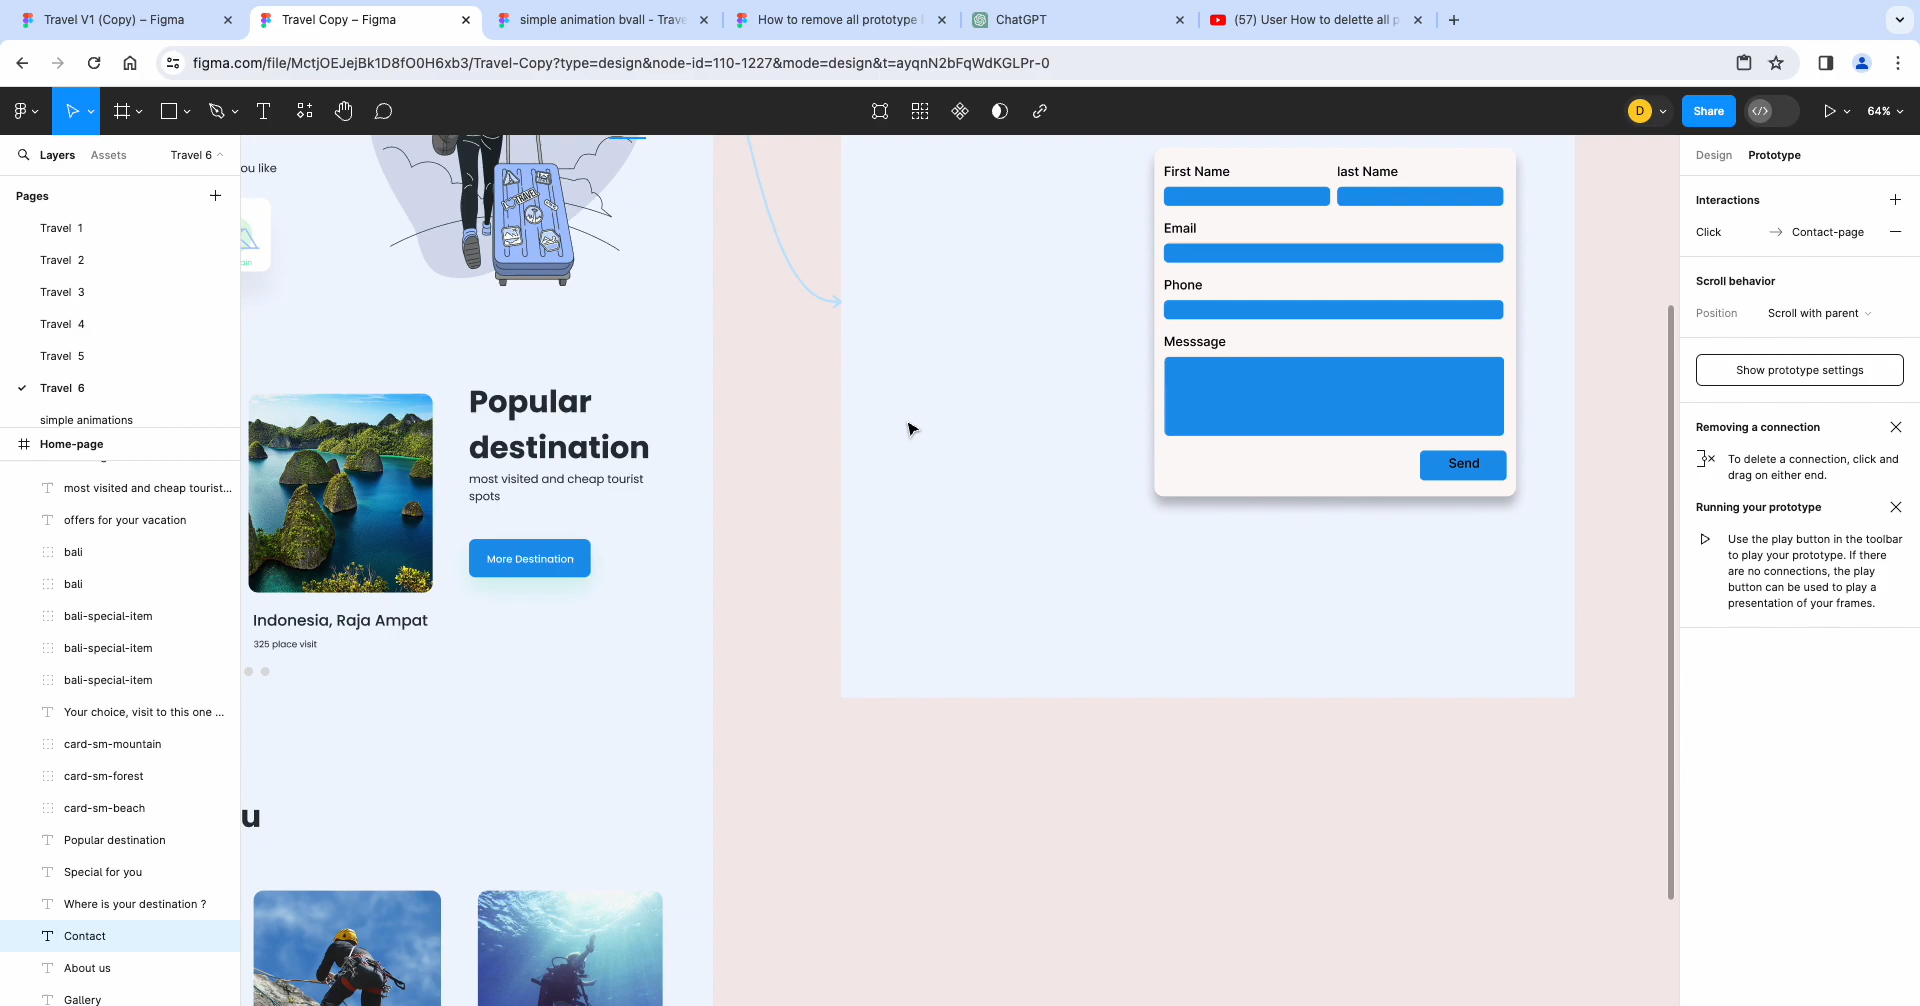 Travel V1 (Copy) – Figma
Travel Copy – Figma
simple animation bvall - Trave
How to remove all prototype
ChatGPT
(57) User How to delette all p
figma.com/file/MctjOEJejBk1D8fO0H6xb3/Travel-Copy?type=design&node-id=110-1227&mode=design&t=ayqnN2bFqWdKGLPr-0
D
Share
64%
Layers
Assets
Travel 6
Pages
Travel 1
Travel 2
Travel 3
Travel 4
Travel 5
Travel 6
simple animations
Home-page
most visited and cheap tourist...
offers for your vacation
bali
bali
bali-special-item
bali-special-item
bali-special-item
Your choice, visit to this one ...
card-sm-mountain
card-sm-forest
card-sm-beach
Popular destination
Special for you
Where is your destination ?
Contact
About us
Gallery
ou like
TRAVEL
Popular
destination
most visited and cheap tourist
spots
More Destination
Indonesia, Raja Ampat
325 place visit
u
First Name
last Name
Email
Phone
Messsage
Send
Design
Prototype
Interactions
Click
Contact-page
Scroll behavior
Position
Scroll with parent
Show prototype settings
Removing a connection
To delete a connection, click and
drag on either end.
Running your prototype
Use the play button in the toolbar
to play your prototype. If there
are no connections, the play
button can be used to play a
presentation of your frames.